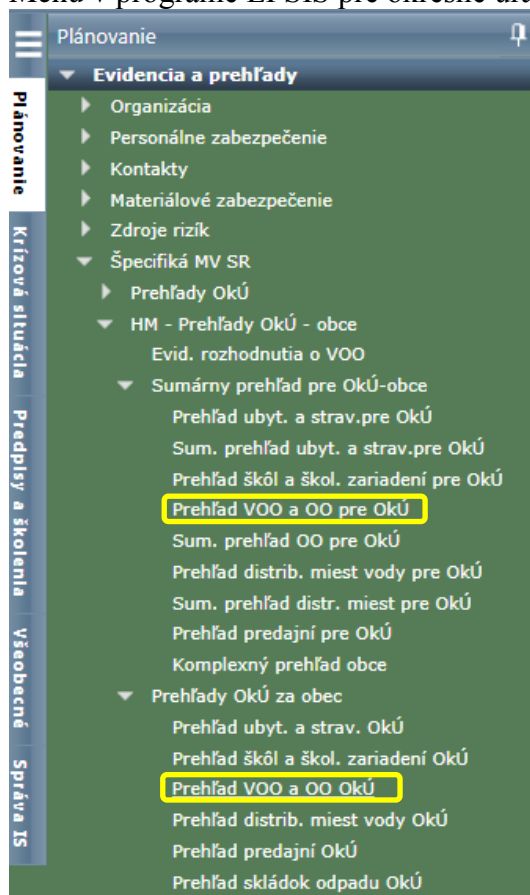 Menu v programe EPSIS pre okresné úra
Plánovanie
Evidencia a prehľady
Organizácia
Personálne zabezpečenie
Kontakty
Materiálové zabezpečenie
Zdroje rizík
Špecifiká MV SR
Prehľady OkÚ
HM - Prehľady OkÚ - obce
Evid. rozhodnutia o VOO
Sumárny prehľad pre OkÚ-obce
Prehľad ubyt. a strav.pre OkÚ
Sum. prehľad ubyt. a strav.pre OkÚ
Prehľad škôl a škol. zariadení pre OkÚ
Prehľad VOO a OO pre OkÚ
Sum. prehľad OO pre OkÚ
Prehľad distrib. miest vody pre OkÚ
Sum. prehľad distr. miest pre OkÚ
Prehľad predajní pre OkÚ
Komplexný prehľad obce
Prehľady OkÚ za obec
Prehľad ubyt. a strav. OkÚ
Prehľad škôl a škol. zariadení OkÚ
Prehľad VOO a OO OkÚ
Prehľad distrib. miest vody OkÚ
Prehľad predajní OkÚ
Prehľad skládok odpadu OkÚ
Plánovanie
Krízová situácia
Predpisy a školenia
Všeobecné
Správa IS